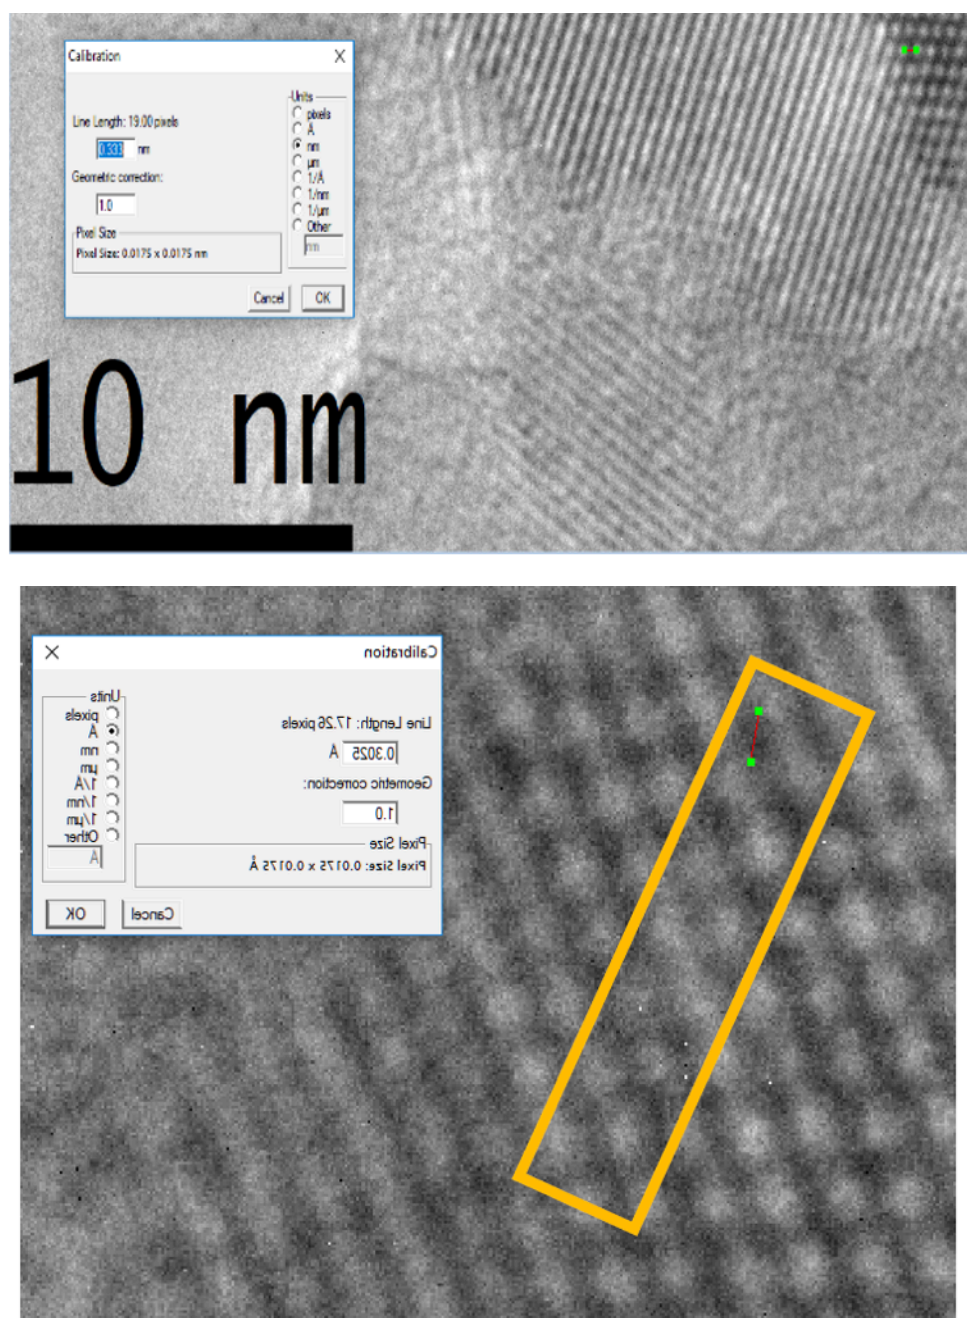 Calibration
Line Length: 19.00 pixels
0.333 nm
Geometric correction:
1.0
Pixel Size
Pixel Size: 0.0175 x 0.0175 nm
Units
pixels
Å
nm
µm
1/Å
1/nm
1/µm
Other
nm
Cancel OK
10 nm
Calibration
Line Length: 17.26 pixels
0.3025 Å
Geometric correction:
1.0
Pixel Size
Pixel Size: 0.0175 x 0.0175 Å
Units
pixels
Å
nm
µm
1/Å
1/nm
1/µm
Other
Å
OK Cancel